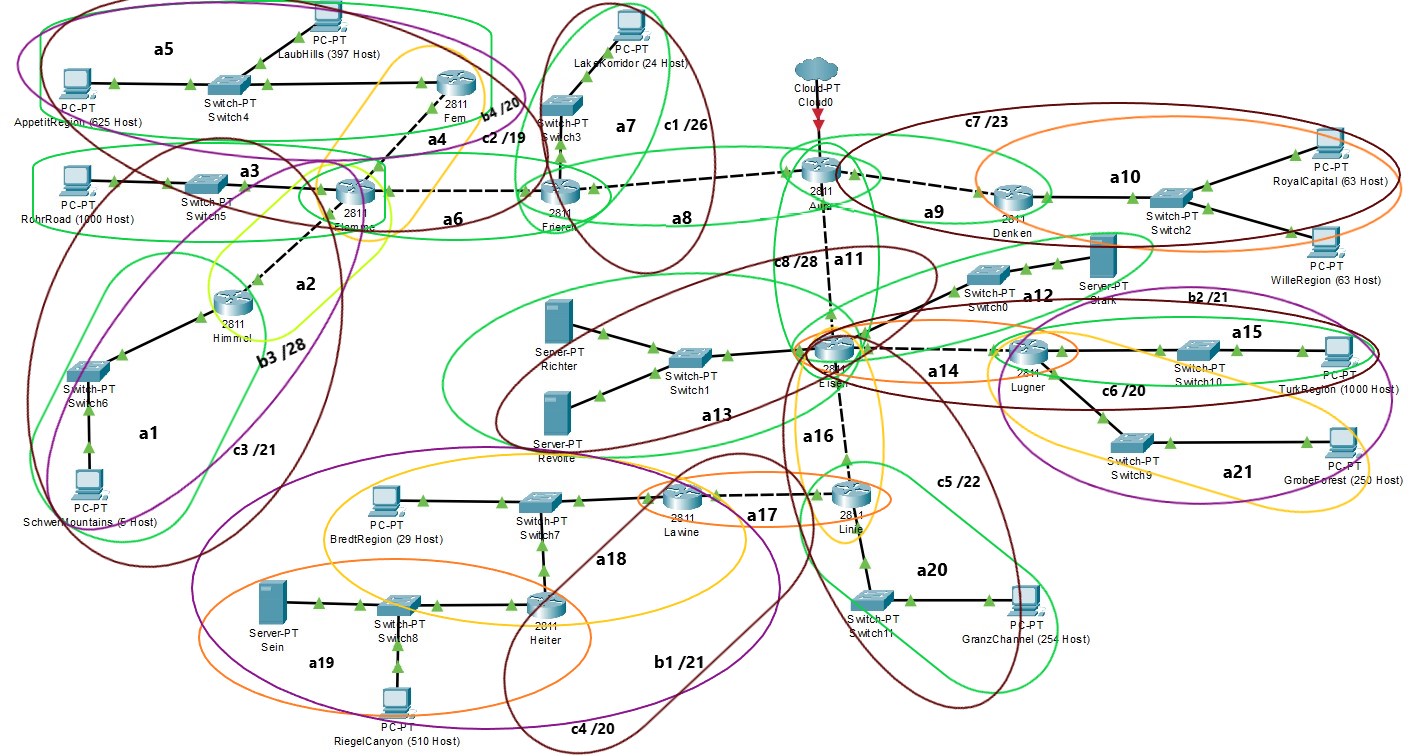 PC-PT
LaubHills (397 Host)
a5
PC-PT
AppetitRegion (625 Host)
Switch-PT
Switch4
2811
Fern
b4 /20
a4
c2 /19
PC-PT
LakeKorridor (24 Host)
Switch-PT
Switch3
a7
c1 /26
Cloud-PT
Cloud0
c7 /23
PC-PT
RohrRoad (1000 Host)
Switch-PT
Switch5
a3
2811
Flamme
a6
2811
Frieren
a8
2811
Aura
a9
2811
Denken
a10
Switch-PT
Switch2
PC-PT
RoyalCapital (63 Host)
PC-PT
WilleRegion (63 Host)
a2
2811
Himmel
b3 /28
Switch-PT
Switch6
a1
c3 /21
PC-PT
SchwerMountains (5 Host)
c8 /28
a11
Switch-PT
Switch0
a12
Server-PT
Stark
b2 /21
Server-PT
Richter
Switch-PT
Switch1
a13
Server-PT
Revolte
2811
Eisen
a14
2811
Lugner
a15
Switch-PT
Switch10
PC-PT
TurkRegion (1000 Host)
c6 /20
Switch-PT
Switch9
a21
PC-PT
GrobeForest (250 Host)
a16
c5 /22
PC-PT
BredtRegion (29 Host)
Switch-PT
Switch7
2811
Lawine
a17
2811
Linie
a18
a20
Switch-PT
Switch11
PC-PT
GranzChannel (254 Host)
Server-PT
Sein
Switch-PT
Switch8
2811
Heiter
a19
b1 /21
PC-PT
RiegelCanyon (510 Host)
c4 /20